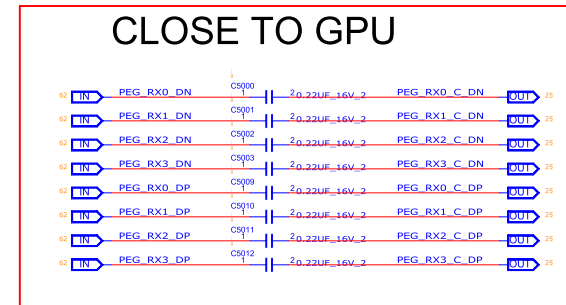 CLOSE TO GPU
C5000
62 IN PEG_RX0_DN 1 2 0.22UF_16V_2 PEG_RX0_C_DN OUT 25
C5001
62 IN PEG_RX1_DN 1 2 0.22UF_16V_2 PEG_RX1_C_DN OUT 25
C5002
62 IN PEG_RX2_DN 1 2 0.22UF_16V_2 PEG_RX2_C_DN OUT 25
C5003
62 IN PEG_RX3_DN 1 2 0.22UF_16V_2 PEG_RX3_C_DN OUT 25
C5009
62 IN PEG_RX0_DP 1 2 0.22UF_16V_2 PEG_RX0_C_DP OUT 25
C5010
62 IN PEG_RX1_DP 1 2 0.22UF_16V_2 PEG_RX1_C_DP OUT 25
C5011
62 IN PEG_RX2_DP 1 2 0.22UF_16V_2 PEG_RX2_C_DP OUT 25
C5012
62 IN PEG_RX3_DP 1 2 0.22UF_16V_2 PEG_RX3_C_DP OUT 25